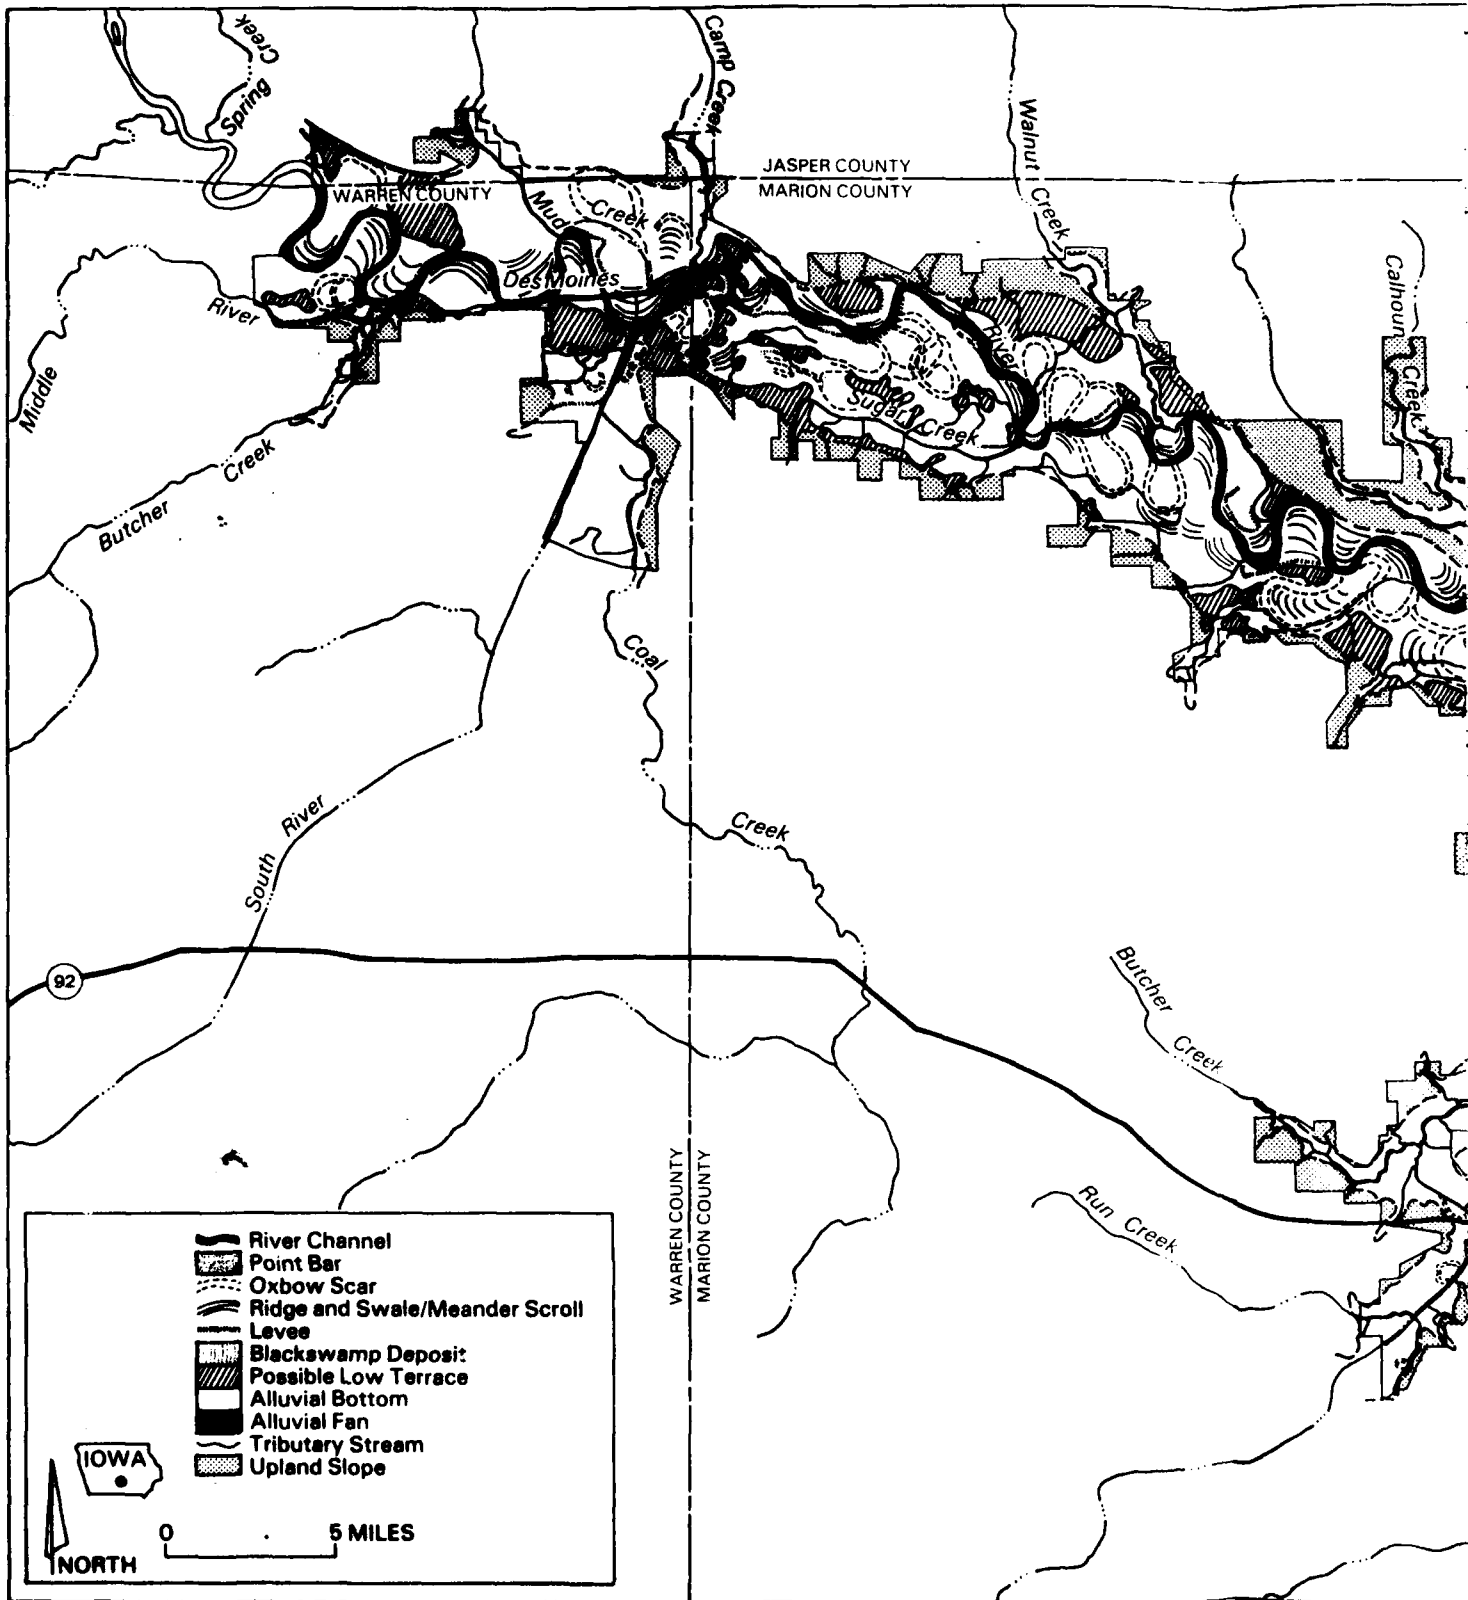 Spring Creek
Camp Creek
Walnut Creek
JASPER COUNTY
MARION COUNTY
WARREN COUNTY
Mud Creek
Des Moines
River
River
Middle
Calhoun Creek
Sugar Creek
Butcher Creek
Coal
Creek
South River
92
Butcher
Creek
Run Creek
WARREN COUNTY
MARION COUNTY
River Channel
Point Bar
Oxbow Scar
Ridge and Swale/Meander Scroll
Levee
Blackswamp Deposit
Possible Low Terrace
Alluvial Bottom
Alluvial Fan
Tributary Stream
Upland Slope
IOWA
0 5 MILES
NORTH